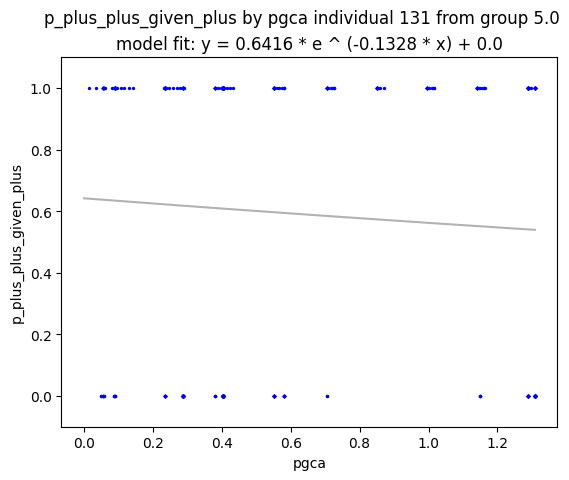 p_plus_plus_given_plus by pgca individual 131 from group 5.0
model fit: y = 0.6416 * e ^ (-0.1328 * x) + 0.0
1.0
0.8
0.6
0.4
0.2
0.0
p_plus_plus_given_plus
0.0 0.2 0.4 0.6 0.8 1.0 1.2
pgca